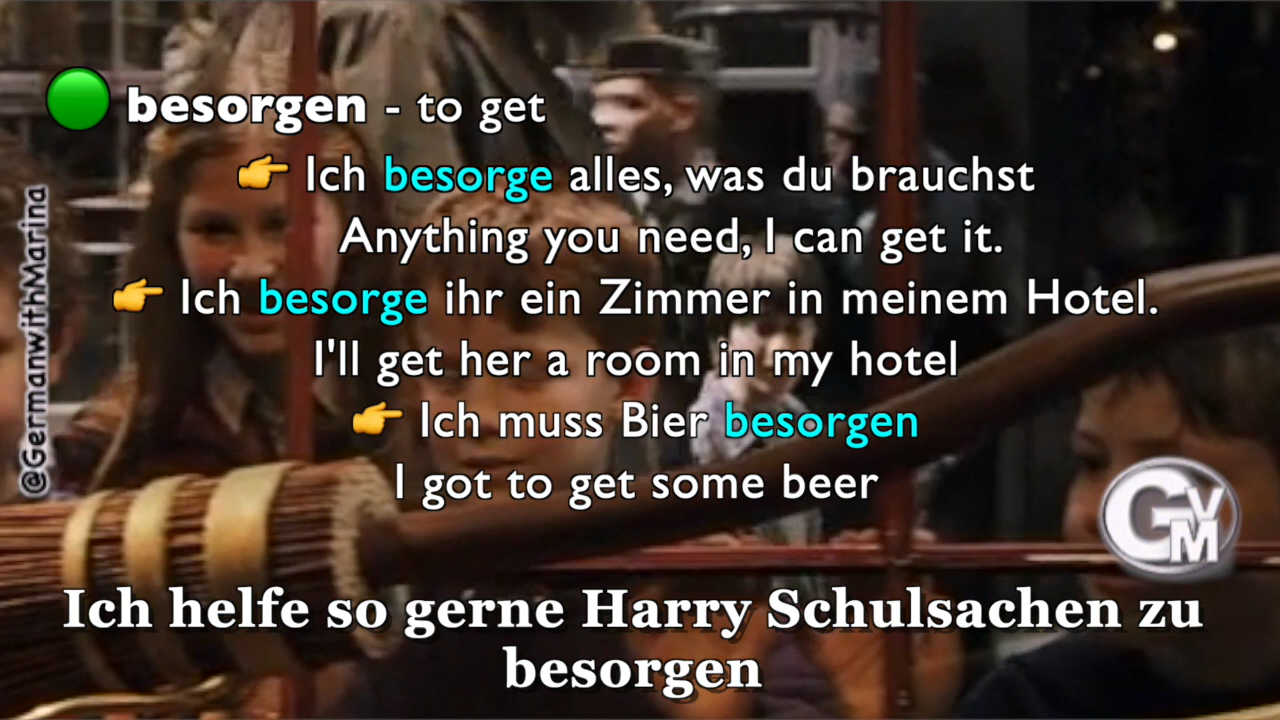 besorgen - to get
👉 Ich besorge alles, was du brauchst
Anything you need, I can get it.
👉 Ich besorge ihr ein Zimmer in meinem Hotel.
I'll get her a room in my hotel
👉 Ich muss Bier besorgen
I got to get some beer
@GermanwithMarina
GVM
Ich helfe so gerne Harry Schulsachen zu
besorgen